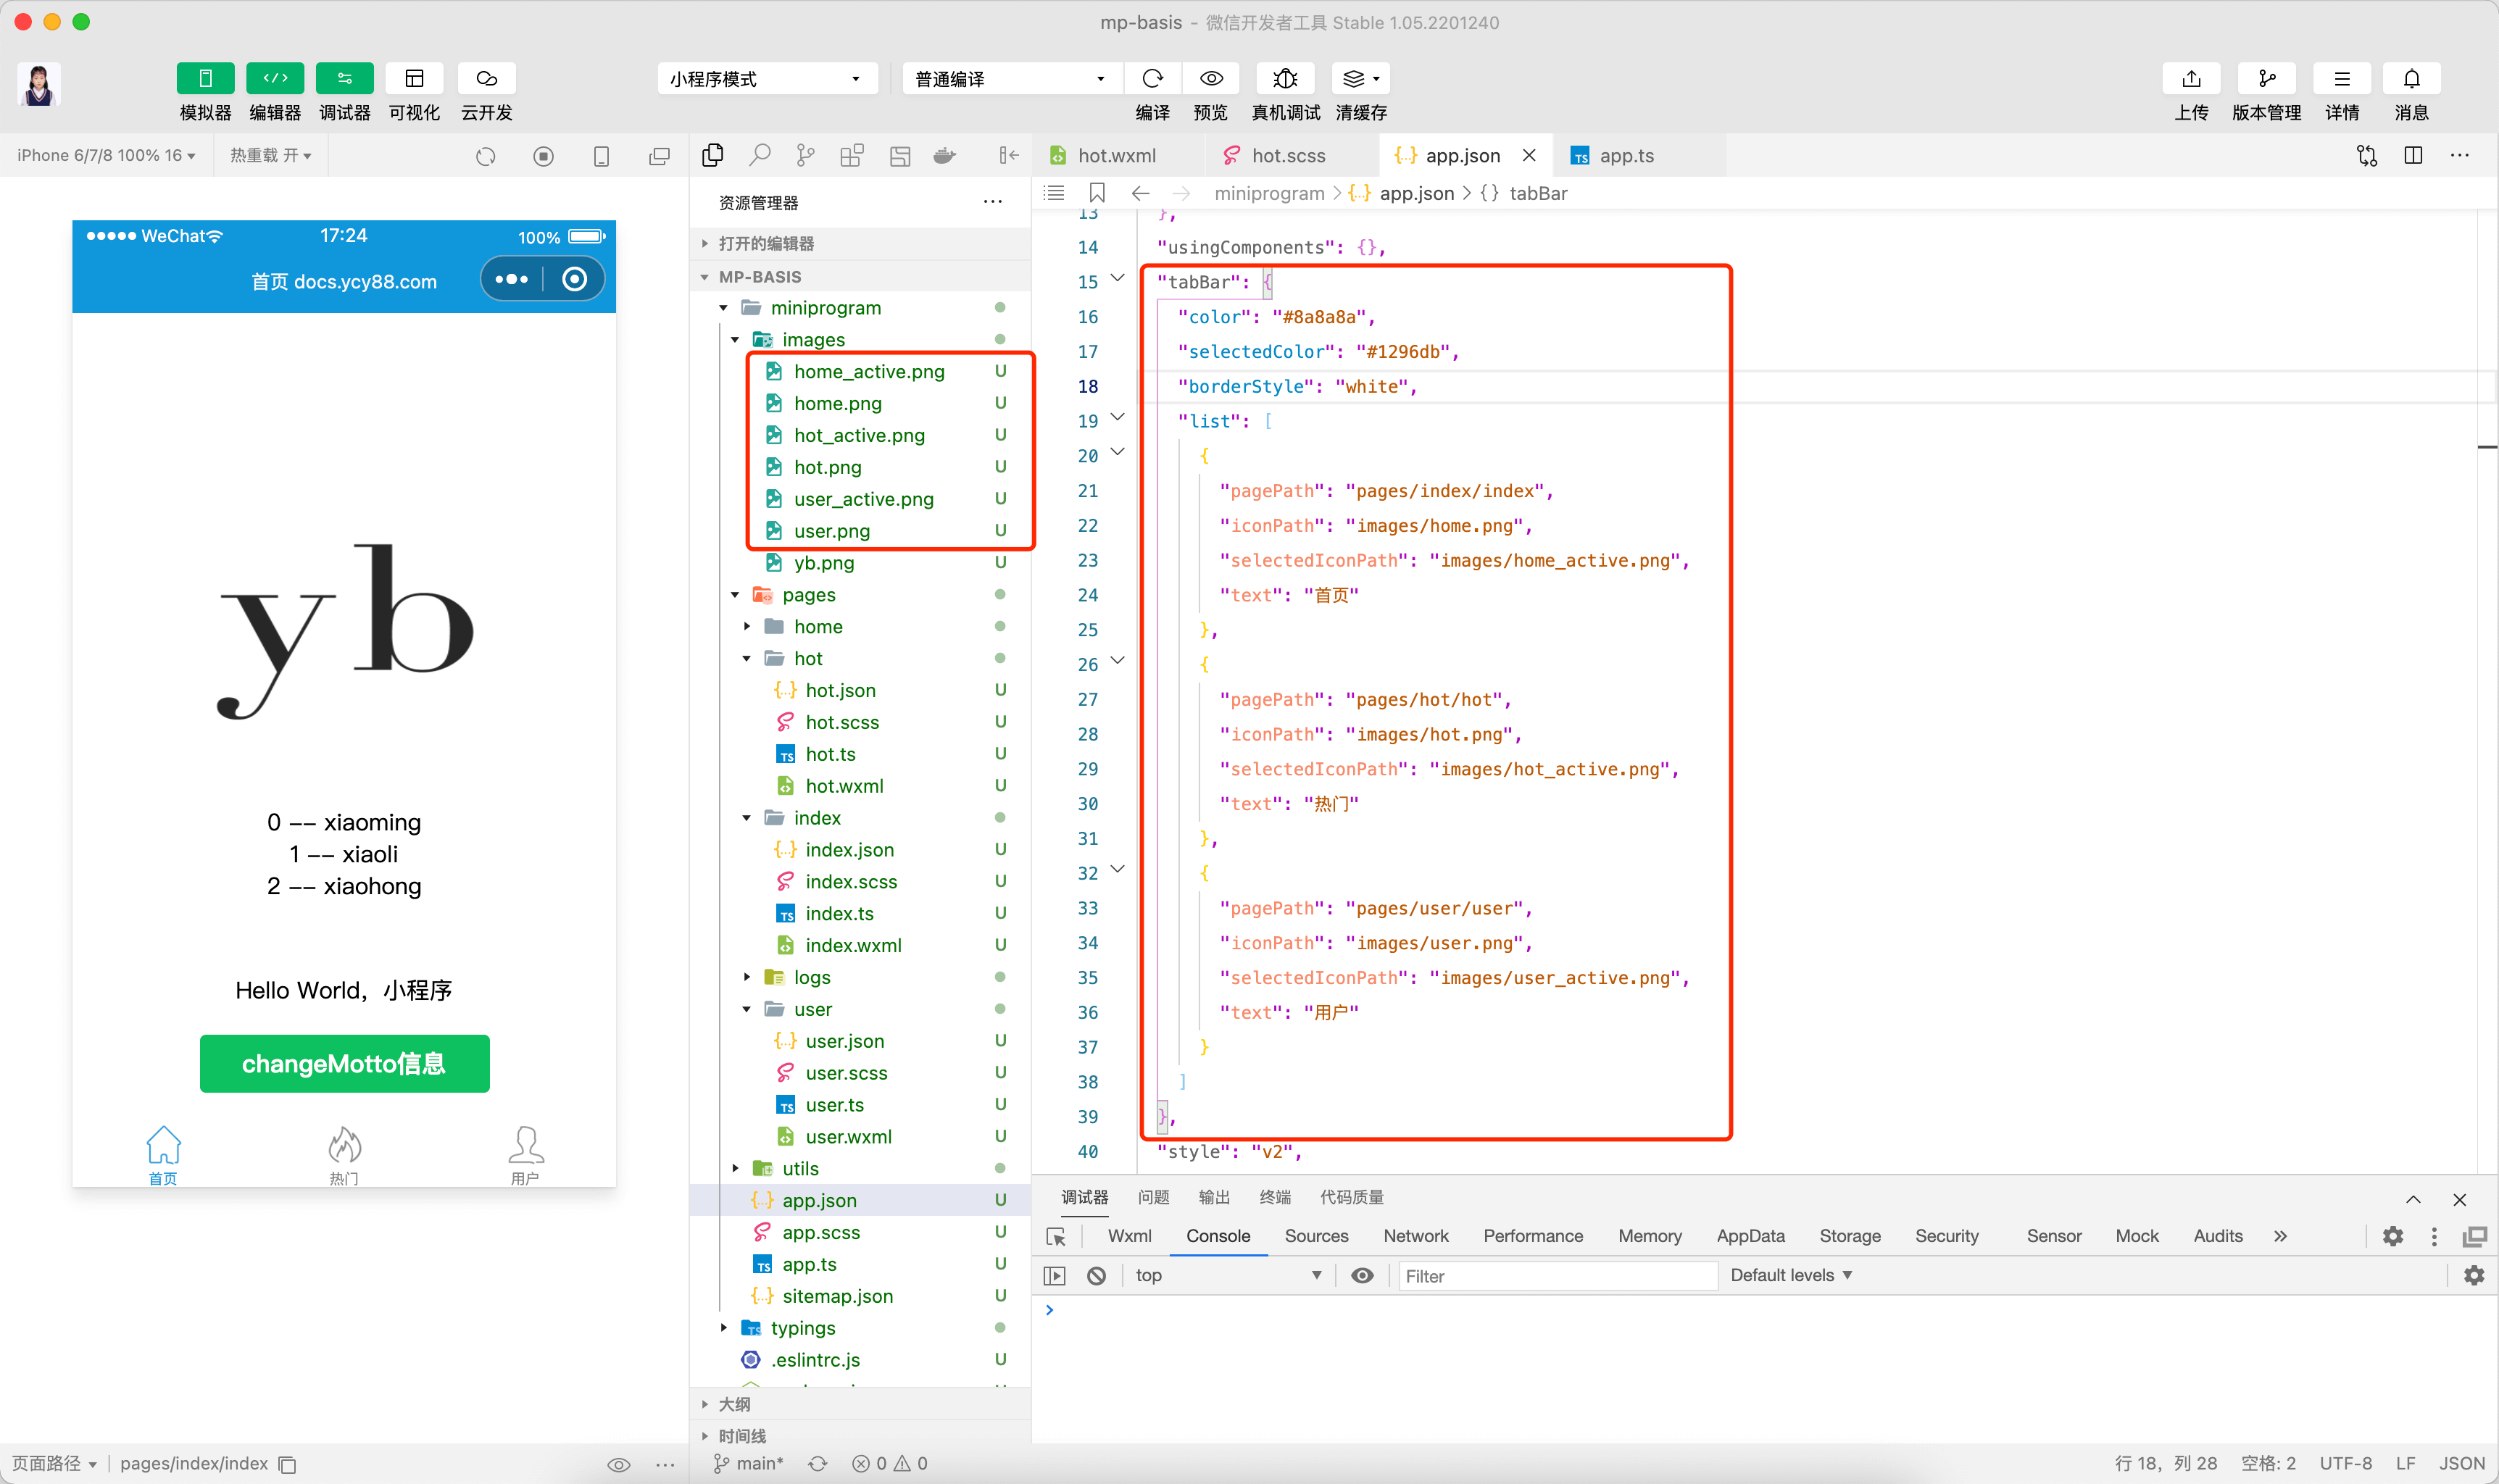 mp-basis - 微信开发者工具 Stable 1.05.2201240
模拟器 编辑器 调试器 可视化 云开发
小程序模式 普通编译
编译 预览 真机调试 清缓存
上传 版本管理 详情 消息
iPhone 6/7/8 100% 16 热重载 开
WeChat 17:24 100%
首页 docs.ycy88.com
yb
0 -- xiaoming
1 -- xiaoli
2 -- xiaohong
Hello World，小程序
changeMotto信息
首页 热门 用户
页面路径 pages/index/index
资源管理器
打开的编辑器
MP-BASIS
miniprogram
images
home_active.png U
home.png U
hot_active.png U
hot.png U
user_active.png U
user.png U
yb.png U
pages
home
hot
hot.json U
hot.scss U
TS hot.ts U
hot.wxml U
index
index.json U
index.scss U
TS index.ts U
index.wxml U
logs
user
user.json U
user.scss U
TS user.ts U
user.wxml U
utils
app.json U
app.scss U
TS app.ts U
sitemap.json U
typings
.eslintrc.js U
大纲
时间线
main* 0 0
hot.wxml hot.scss {..} app.json TS app.ts
miniprogram > {..} app.json > {} tabBar
13 },
14 "usingComponents": {},
15 "tabBar": {
16 "color": "#8a8a8a",
17 "selectedColor": "#1296db",
18 "borderStyle": "white",
19 "list": [
20 {
21 "pagePath": "pages/index/index",
22 "iconPath": "images/home.png",
23 "selectedIconPath": "images/home_active.png",
24 "text": "首页"
25 },
26 {
27 "pagePath": "pages/hot/hot",
28 "iconPath": "images/hot.png",
29 "selectedIconPath": "images/hot_active.png",
30 "text": "热门"
31 },
32 {
33 "pagePath": "pages/user/user",
34 "iconPath": "images/user.png",
35 "selectedIconPath": "images/user_active.png",
36 "text": "用户"
37 }
38 ]
39 },
40 "style": "v2",
调试器 问题 输出 终端 代码质量
Wxml Console Sources Network Performance Memory AppData Storage Security Sensor Mock Audits »
top Filter Default levels
>
行 18，列 28 空格: 2 UTF-8 LF JSON